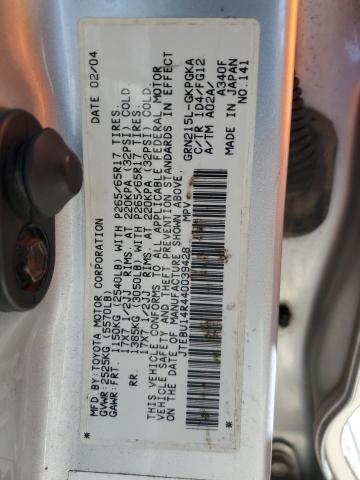 MFD.BY:TOYOTA MOTOR CORPORATION DATE 02/04
GVWR:2525KG (5570LB)
GAWR:FRT. 1150KG (2540LB) WITH P265/65R17 TIRES,
17X7 1/2JJ RIMS, AT 220KPA (32PSI) COLD.
RR. 1385KG (3050LB) WITH P265/65R17 TIRES,
17X7 1/2JJ RIMS, AT 220KPA (32PSI) COLD.
THIS VEHICLE CONFORMS TO ALL APPLICABLE FEDERAL MOTOR
VEHICLE SAFETY AND THEFT PREVENTION STANDARDS IN EFFECT
ON THE DATE OF MANUFACTURE SHOWN ABOVE.
* JTEBU14R440039428 * MPV
GRN215L-GKPGKA
C/TR 1D4/FG12
A/TM A02A/A340F
MADE IN JAPAN
NO.141